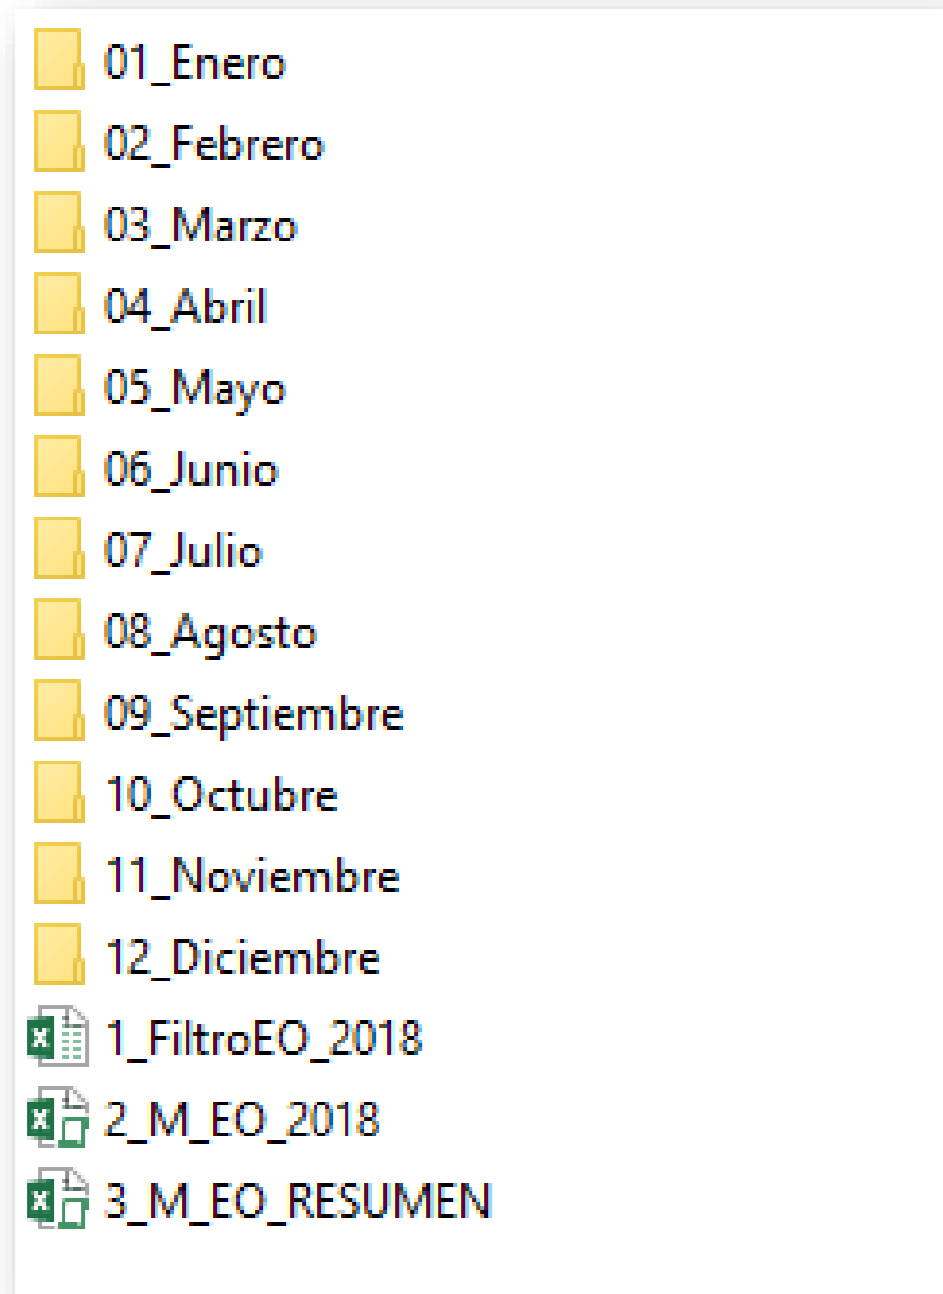 01_Enero
02_Febrero
03_Marzo
04_Abril
05_Mayo
06_Junio
07_Julio
08_Agosto
09_Septiembre
10_Octubre
11_Noviembre
12_Diciembre
1_FiltroEO_2018
2_M_EO_2018
3_M_EO_RESUMEN